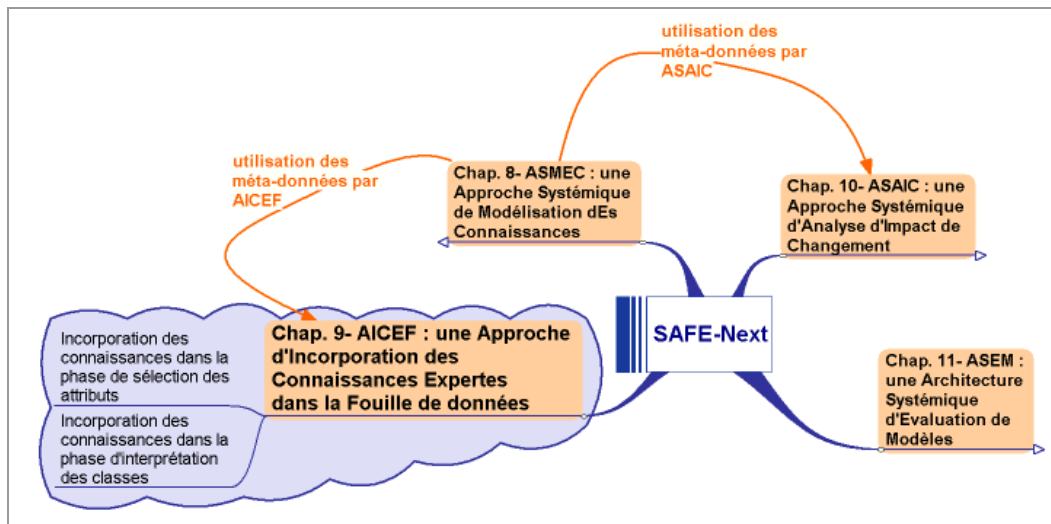 utilisation des
méta-données par
ASAIC
utilisation des
méta-données par
AICEF
Chap. 8- ASMEC : une
Approche Systémique
de Modélisation dEs
Connaissances
Chap. 10- ASAIC : une
Approche Systémique
d'Analyse d'Impact de
Changement
SAFE-Next
Chap. 9- AICEF : une Approche
d'Incorporation des
Connaissances Expertes
dans la Fouille de données
Incorporation des
connaissances dans la
phase de sélection des
attributs
Incorporation des
connaissances dans la
phase d'interprétation
des classes
Chap. 11- ASEM :
une Architecture
Systémique
d'Evaluation de
Modèles